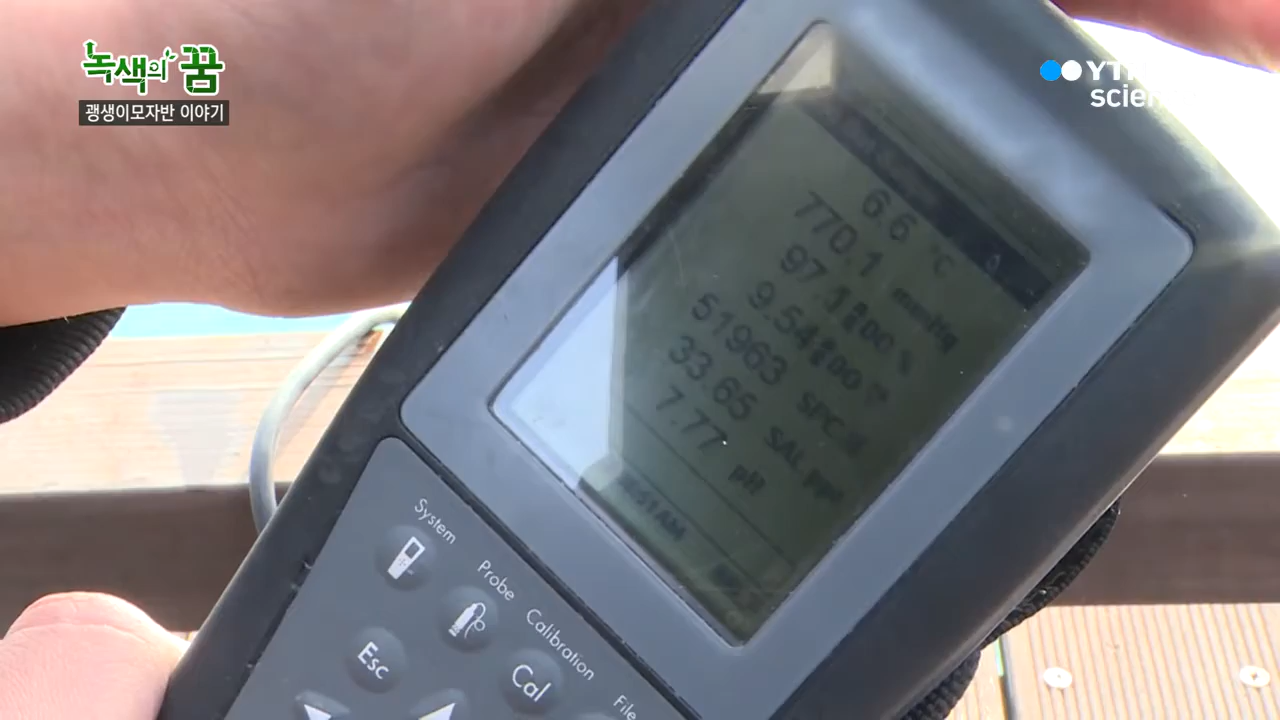 녹색의 꿈
괭생이모자반 이야기
YTN
science
6.6 °C
770.1 mmHg
97. DO %
9.54 DO
51963 SPC
33.65 SAL ppt
7.77 pH
System
Probe
Calibration
File
Esc
Cal